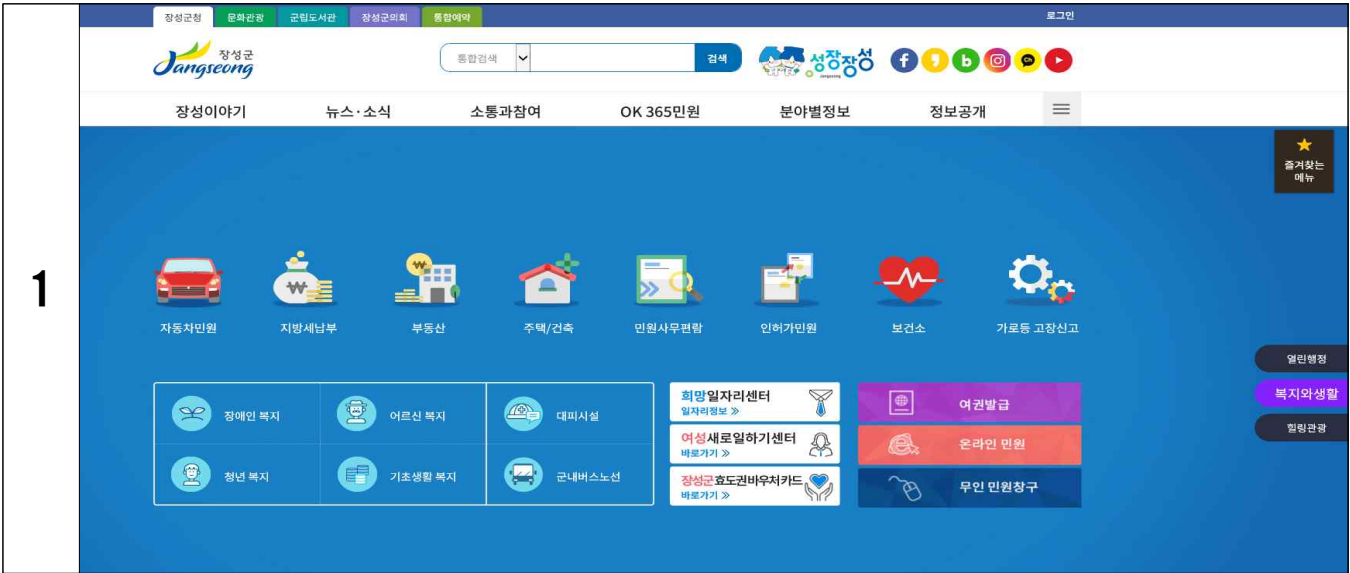 장성군청 문화관광 군립도서관 장성군의회 통합예약 로그인
장성군
Jangseong
통합검색 검색
성장장성
Jangseong
장성이야기 뉴스·소식 소통과참여 OK 365민원 분야별정보 정보공개
즐겨찾는
메뉴
1
자동차민원 지방세납부 부동산 주택/건축 민원사무편람 인허가민원 보건소 가로등 고장신고
열린행정
복지와생활
힐링관광
장애인 복지 어르신 복지 대피시설
청년 복지 기초생활 복지 군내버스노선
희망일자리센터
일자리정보 ≫
여성새로일하기센터
바로가기 ≫
장성군효도권바우처카드
바로가기 ≫
여권발급
온라인 민원
무인 민원창구